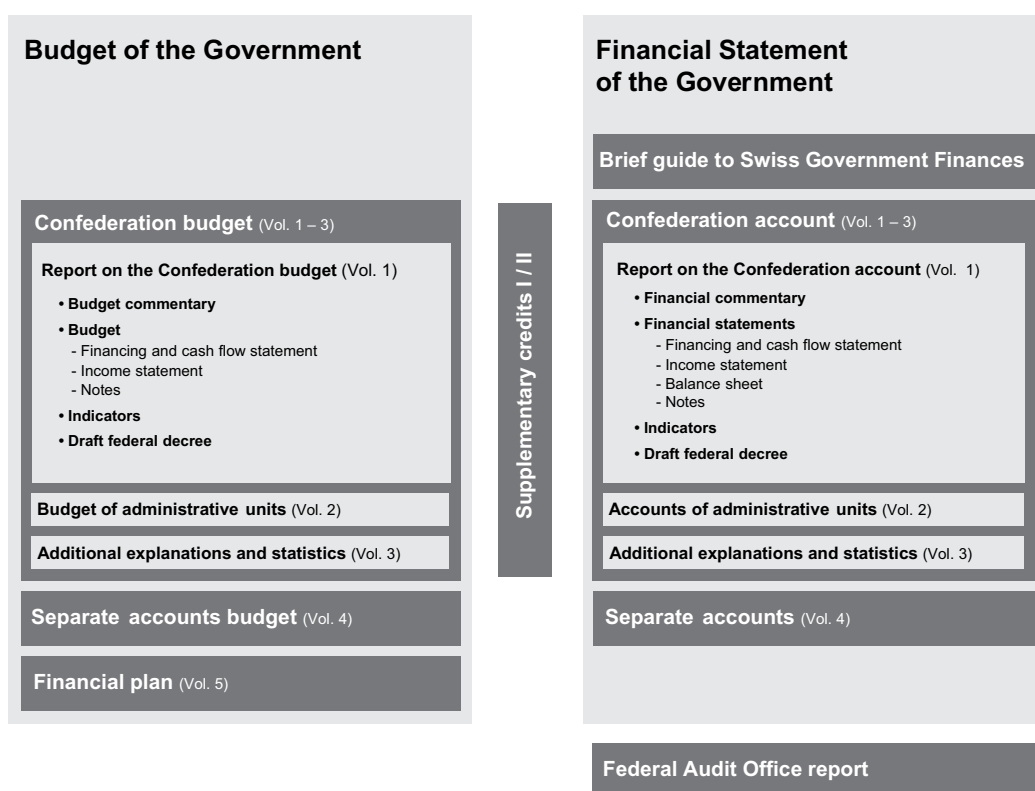 Budget of the Government
Confederation budget (Vol. 1 – 3)
Report on the Confederation budget (Vol. 1)
• Budget commentary
• Budget
- Financing and cash flow statement
- Income statement
- Notes
• Indicators
• Draft federal decree
Budget of administrative units (Vol. 2)
Additional explanations and statistics (Vol. 3)
Separate accounts budget (Vol. 4)
Financial plan (Vol. 5)
Supplementary credits I / II
Financial Statement
of the Government
Brief guide to Swiss Government Finances
Confederation account (Vol. 1 – 3)
Report on the Confederation account (Vol. 1)
• Financial commentary
• Financial statements
- Financing and cash flow statement
- Income statement
- Balance sheet
- Notes
• Indicators
• Draft federal decree
Accounts of administrative units (Vol. 2)
Additional explanations and statistics (Vol. 3)
Separate accounts (Vol. 4)
Federal Audit Office report